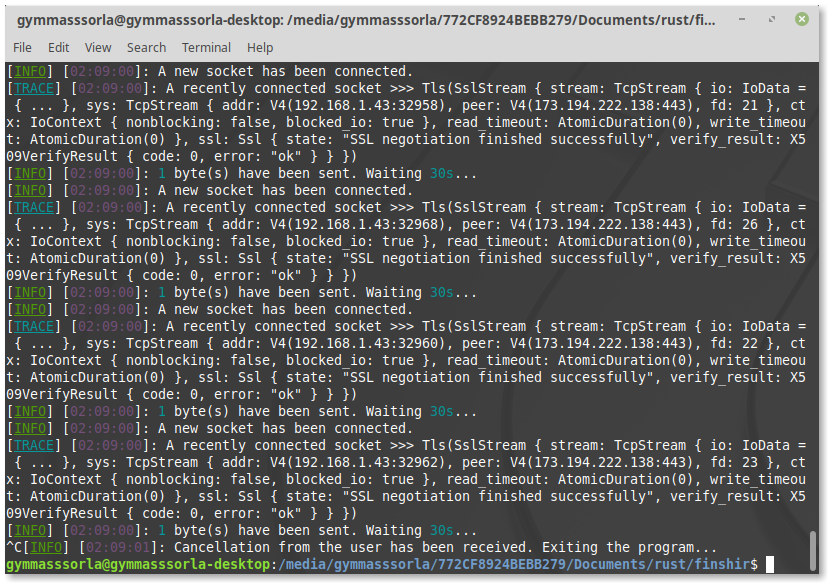 gymmasssorla@gymmasssorla-desktop: /media/gymmasssorla/772CF8924BEBB279/Documents/rust/fi...
File Edit View Search Terminal Help
[INFO] [02:09:00]: A new socket has been connected.
[TRACE] [02:09:00]: A recently connected socket >>> Tls(SslStream { stream: TcpStream { io: IoData =
{ ... }, sys: TcpStream { addr: V4(192.168.1.43:32958), peer: V4(173.194.222.138:443), fd: 21 }, ct
x: IoContext { nonblocking: false, blocked_io: true }, read_timeout: AtomicDuration(0), write_timeou
t: AtomicDuration(0) }, ssl: Ssl { state: "SSL negotiation finished successfully", verify_result: X5
09VerifyResult { code: 0, error: "ok" } } })
[INFO] [02:09:00]: 1 byte(s) have been sent. Waiting 30s...
[INFO] [02:09:00]: A new socket has been connected.
[TRACE] [02:09:00]: A recently connected socket >>> Tls(SslStream { stream: TcpStream { io: IoData =
{ ... }, sys: TcpStream { addr: V4(192.168.1.43:32968), peer: V4(173.194.222.138:443), fd: 26 }, ct
x: IoContext { nonblocking: false, blocked_io: true }, read_timeout: AtomicDuration(0), write_timeou
t: AtomicDuration(0) }, ssl: Ssl { state: "SSL negotiation finished successfully", verify_result: X5
09VerifyResult { code: 0, error: "ok" } } })
[INFO] [02:09:00]: 1 byte(s) have been sent. Waiting 30s...
[INFO] [02:09:00]: A new socket has been connected.
[TRACE] [02:09:00]: A recently connected socket >>> Tls(SslStream { stream: TcpStream { io: IoData =
{ ... }, sys: TcpStream { addr: V4(192.168.1.43:32960), peer: V4(173.194.222.138:443), fd: 22 }, ct
x: IoContext { nonblocking: false, blocked_io: true }, read_timeout: AtomicDuration(0), write_timeou
t: AtomicDuration(0) }, ssl: Ssl { state: "SSL negotiation finished successfully", verify_result: X5
09VerifyResult { code: 0, error: "ok" } } })
[INFO] [02:09:00]: 1 byte(s) have been sent. Waiting 30s...
[INFO] [02:09:00]: A new socket has been connected.
[TRACE] [02:09:00]: A recently connected socket >>> Tls(SslStream { stream: TcpStream { io: IoData =
{ ... }, sys: TcpStream { addr: V4(192.168.1.43:32962), peer: V4(173.194.222.138:443), fd: 23 }, ct
x: IoContext { nonblocking: false, blocked_io: true }, read_timeout: AtomicDuration(0), write_timeou
t: AtomicDuration(0) }, ssl: Ssl { state: "SSL negotiation finished successfully", verify_result: X5
09VerifyResult { code: 0, error: "ok" } } })
[INFO] [02:09:00]: 1 byte(s) have been sent. Waiting 30s...
^C[INFO] [02:09:01]: Cancellation from the user has been received. Exiting the program...
gymmasssorla@gymmasssorla-desktop:/media/gymmasssorla/772CF8924BEBB279/Documents/rust/finshir$